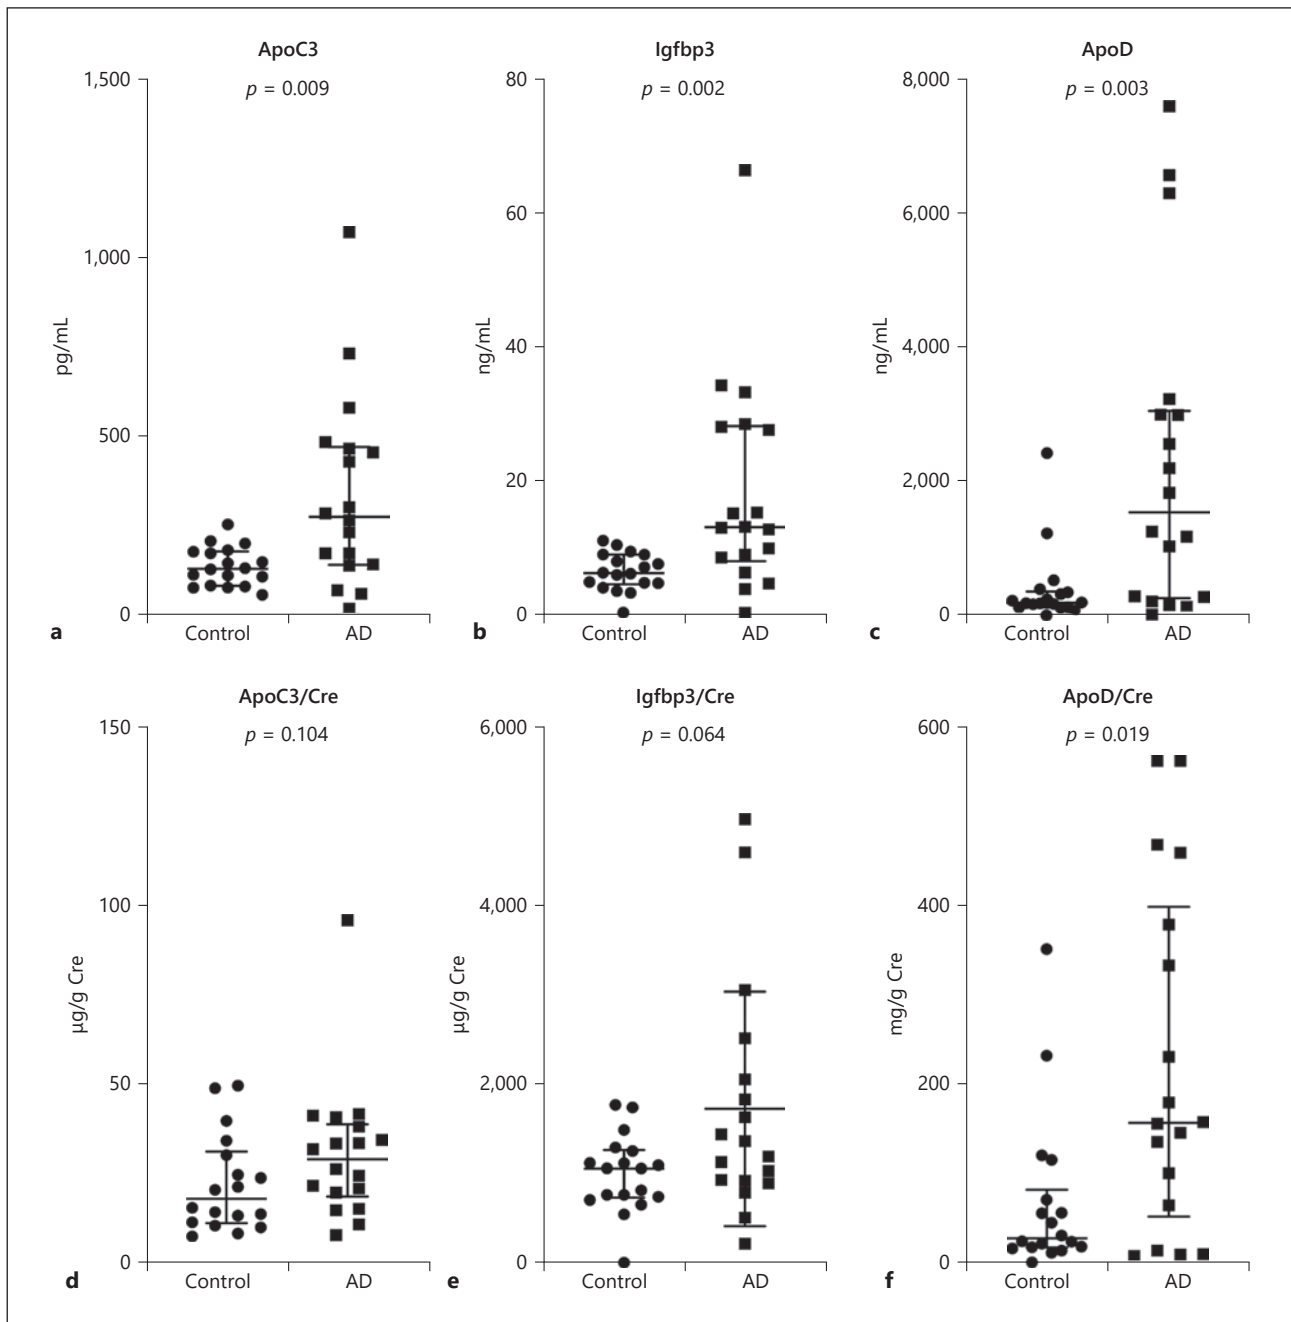 ApoC3
p = 0.009
1,500
1,000
500
0
pg/mL
Control
AD
a
Igfbp3
p = 0.002
80
60
40
20
0
ng/mL
Control
AD
b
ApoD
p = 0.003
8,000
6,000
4,000
2,000
0
ng/mL
Control
AD
c
ApoC3/Cre
p = 0.104
150
100
50
0
µg/g Cre
Control
AD
d
Igfbp3/Cre
p = 0.064
6,000
4,000
2,000
0
µg/g Cre
Control
AD
e
ApoD/Cre
p = 0.019
600
400
200
0
mg/g Cre
Control
AD
f